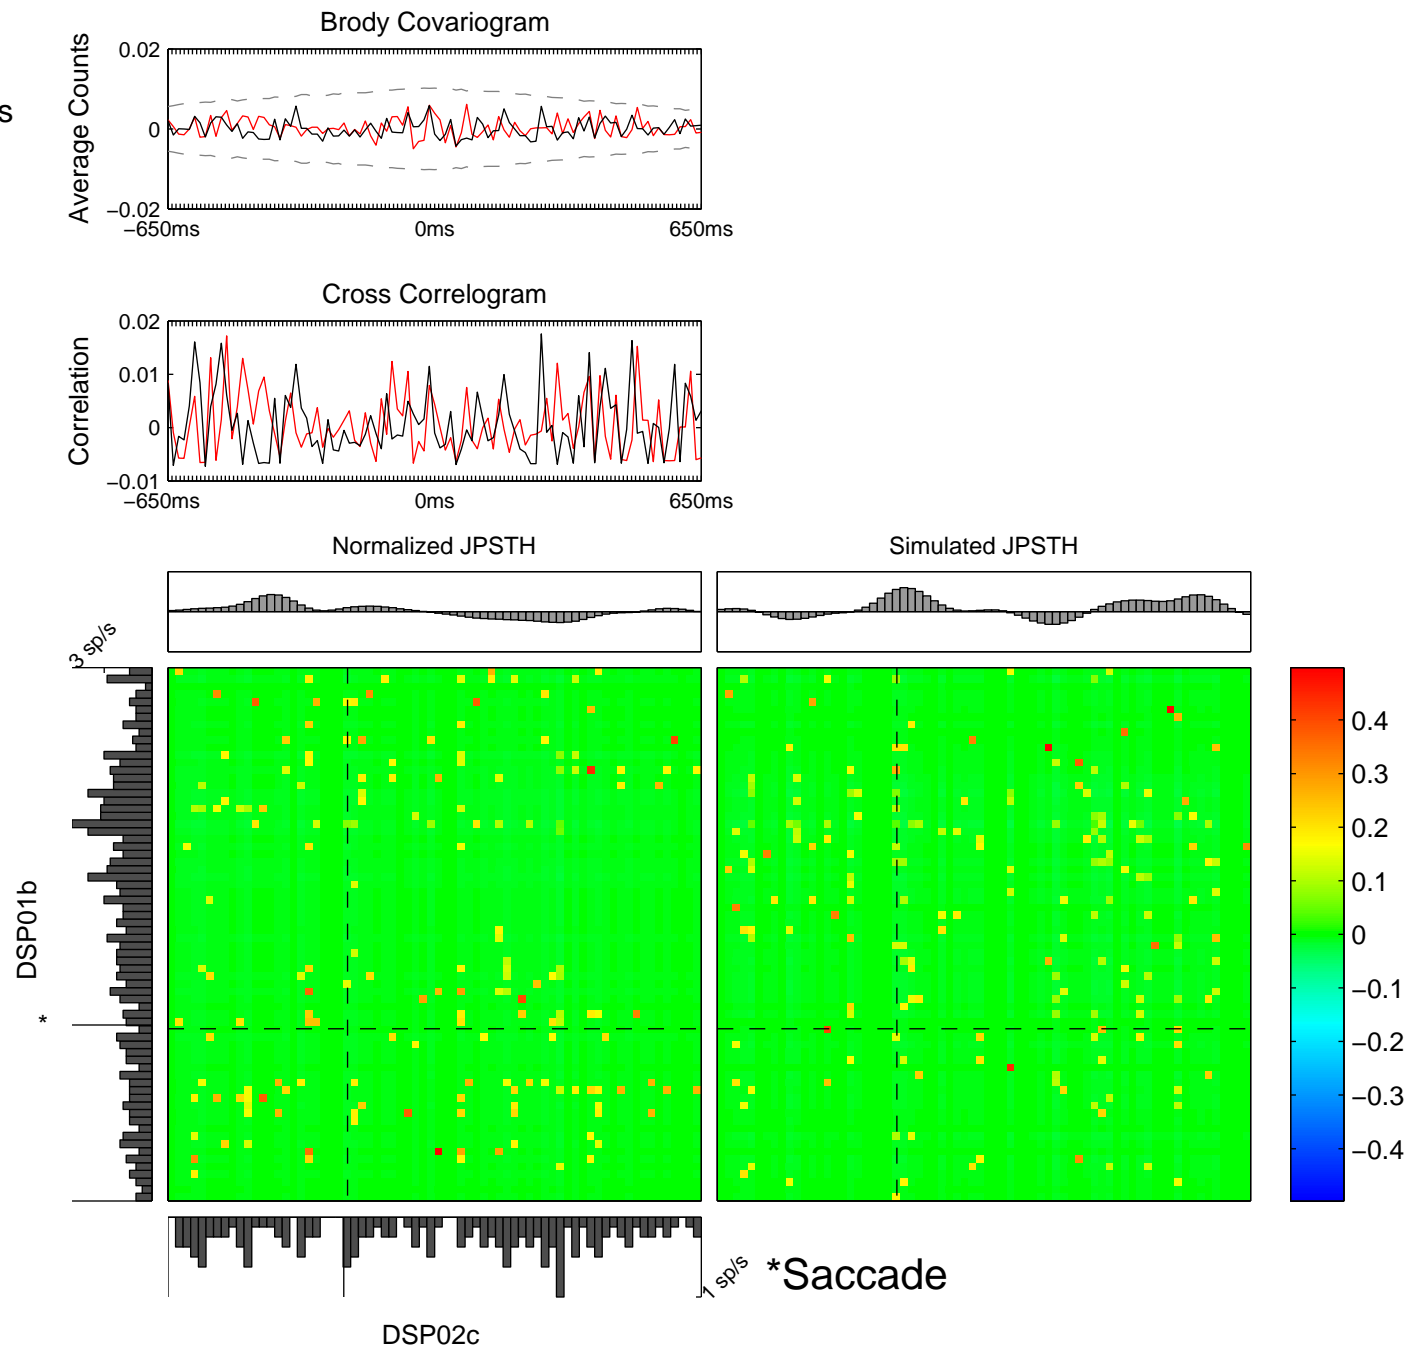 Brody Covariogram
s
Average Counts
0.02
0
−0.02
−650ms
0ms
650ms
Cross Correlogram
Correlation
0.02
0.01
0
−0.01
−650ms
0ms
650ms
Normalized JPSTH
Simulated JPSTH
3 sp/s
DSP01b
*
0.4
0.3
0.2
0.1
0
−0.1
−0.2
−0.3
−0.4
1 sp/s
*Saccade
DSP02c